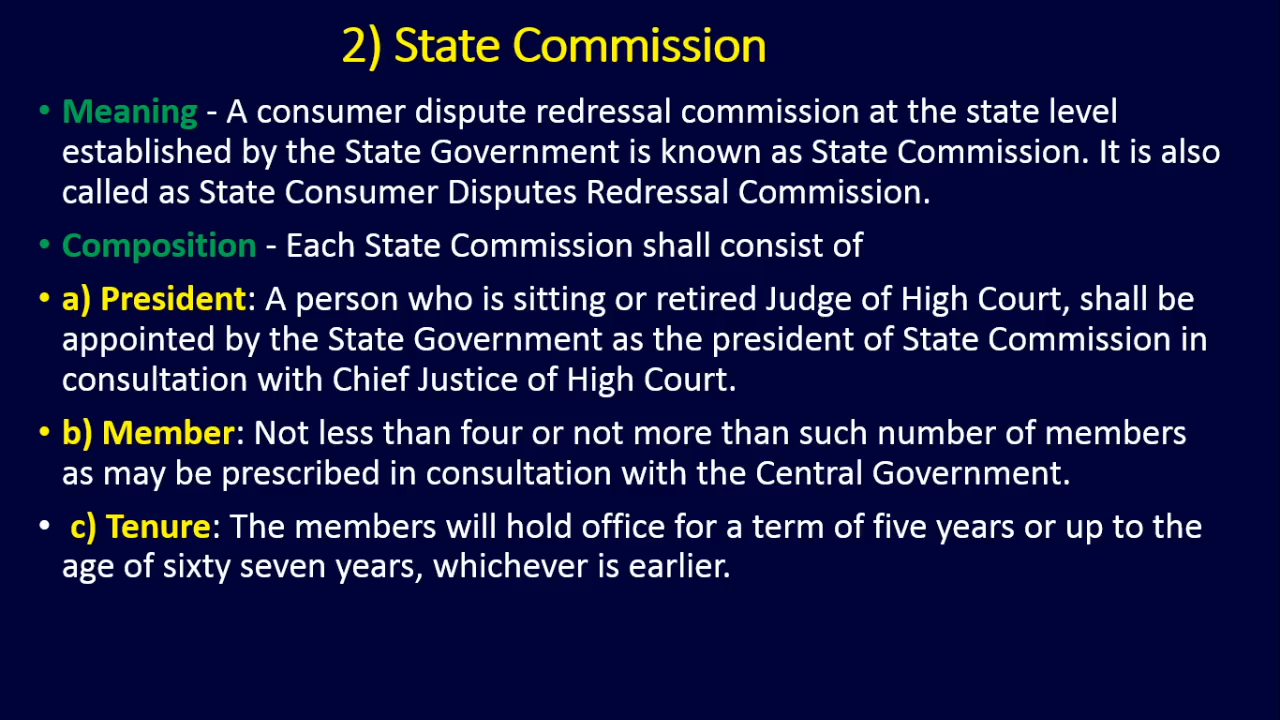 2) State Commission
• Meaning - A consumer dispute redressal commission at the state level
established by the State Government is known as State Commission. It is also
called as State Consumer Disputes Redressal Commission.
• Composition - Each State Commission shall consist of
• a) President: A person who is sitting or retired Judge of High Court, shall be
appointed by the State Government as the president of State Commission in
consultation with Chief Justice of High Court.
• b) Member: Not less than four or not more than such number of members
as may be prescribed in consultation with the Central Government.
• c) Tenure: The members will hold office for a term of five years or up to the
age of sixty seven years, whichever is earlier.